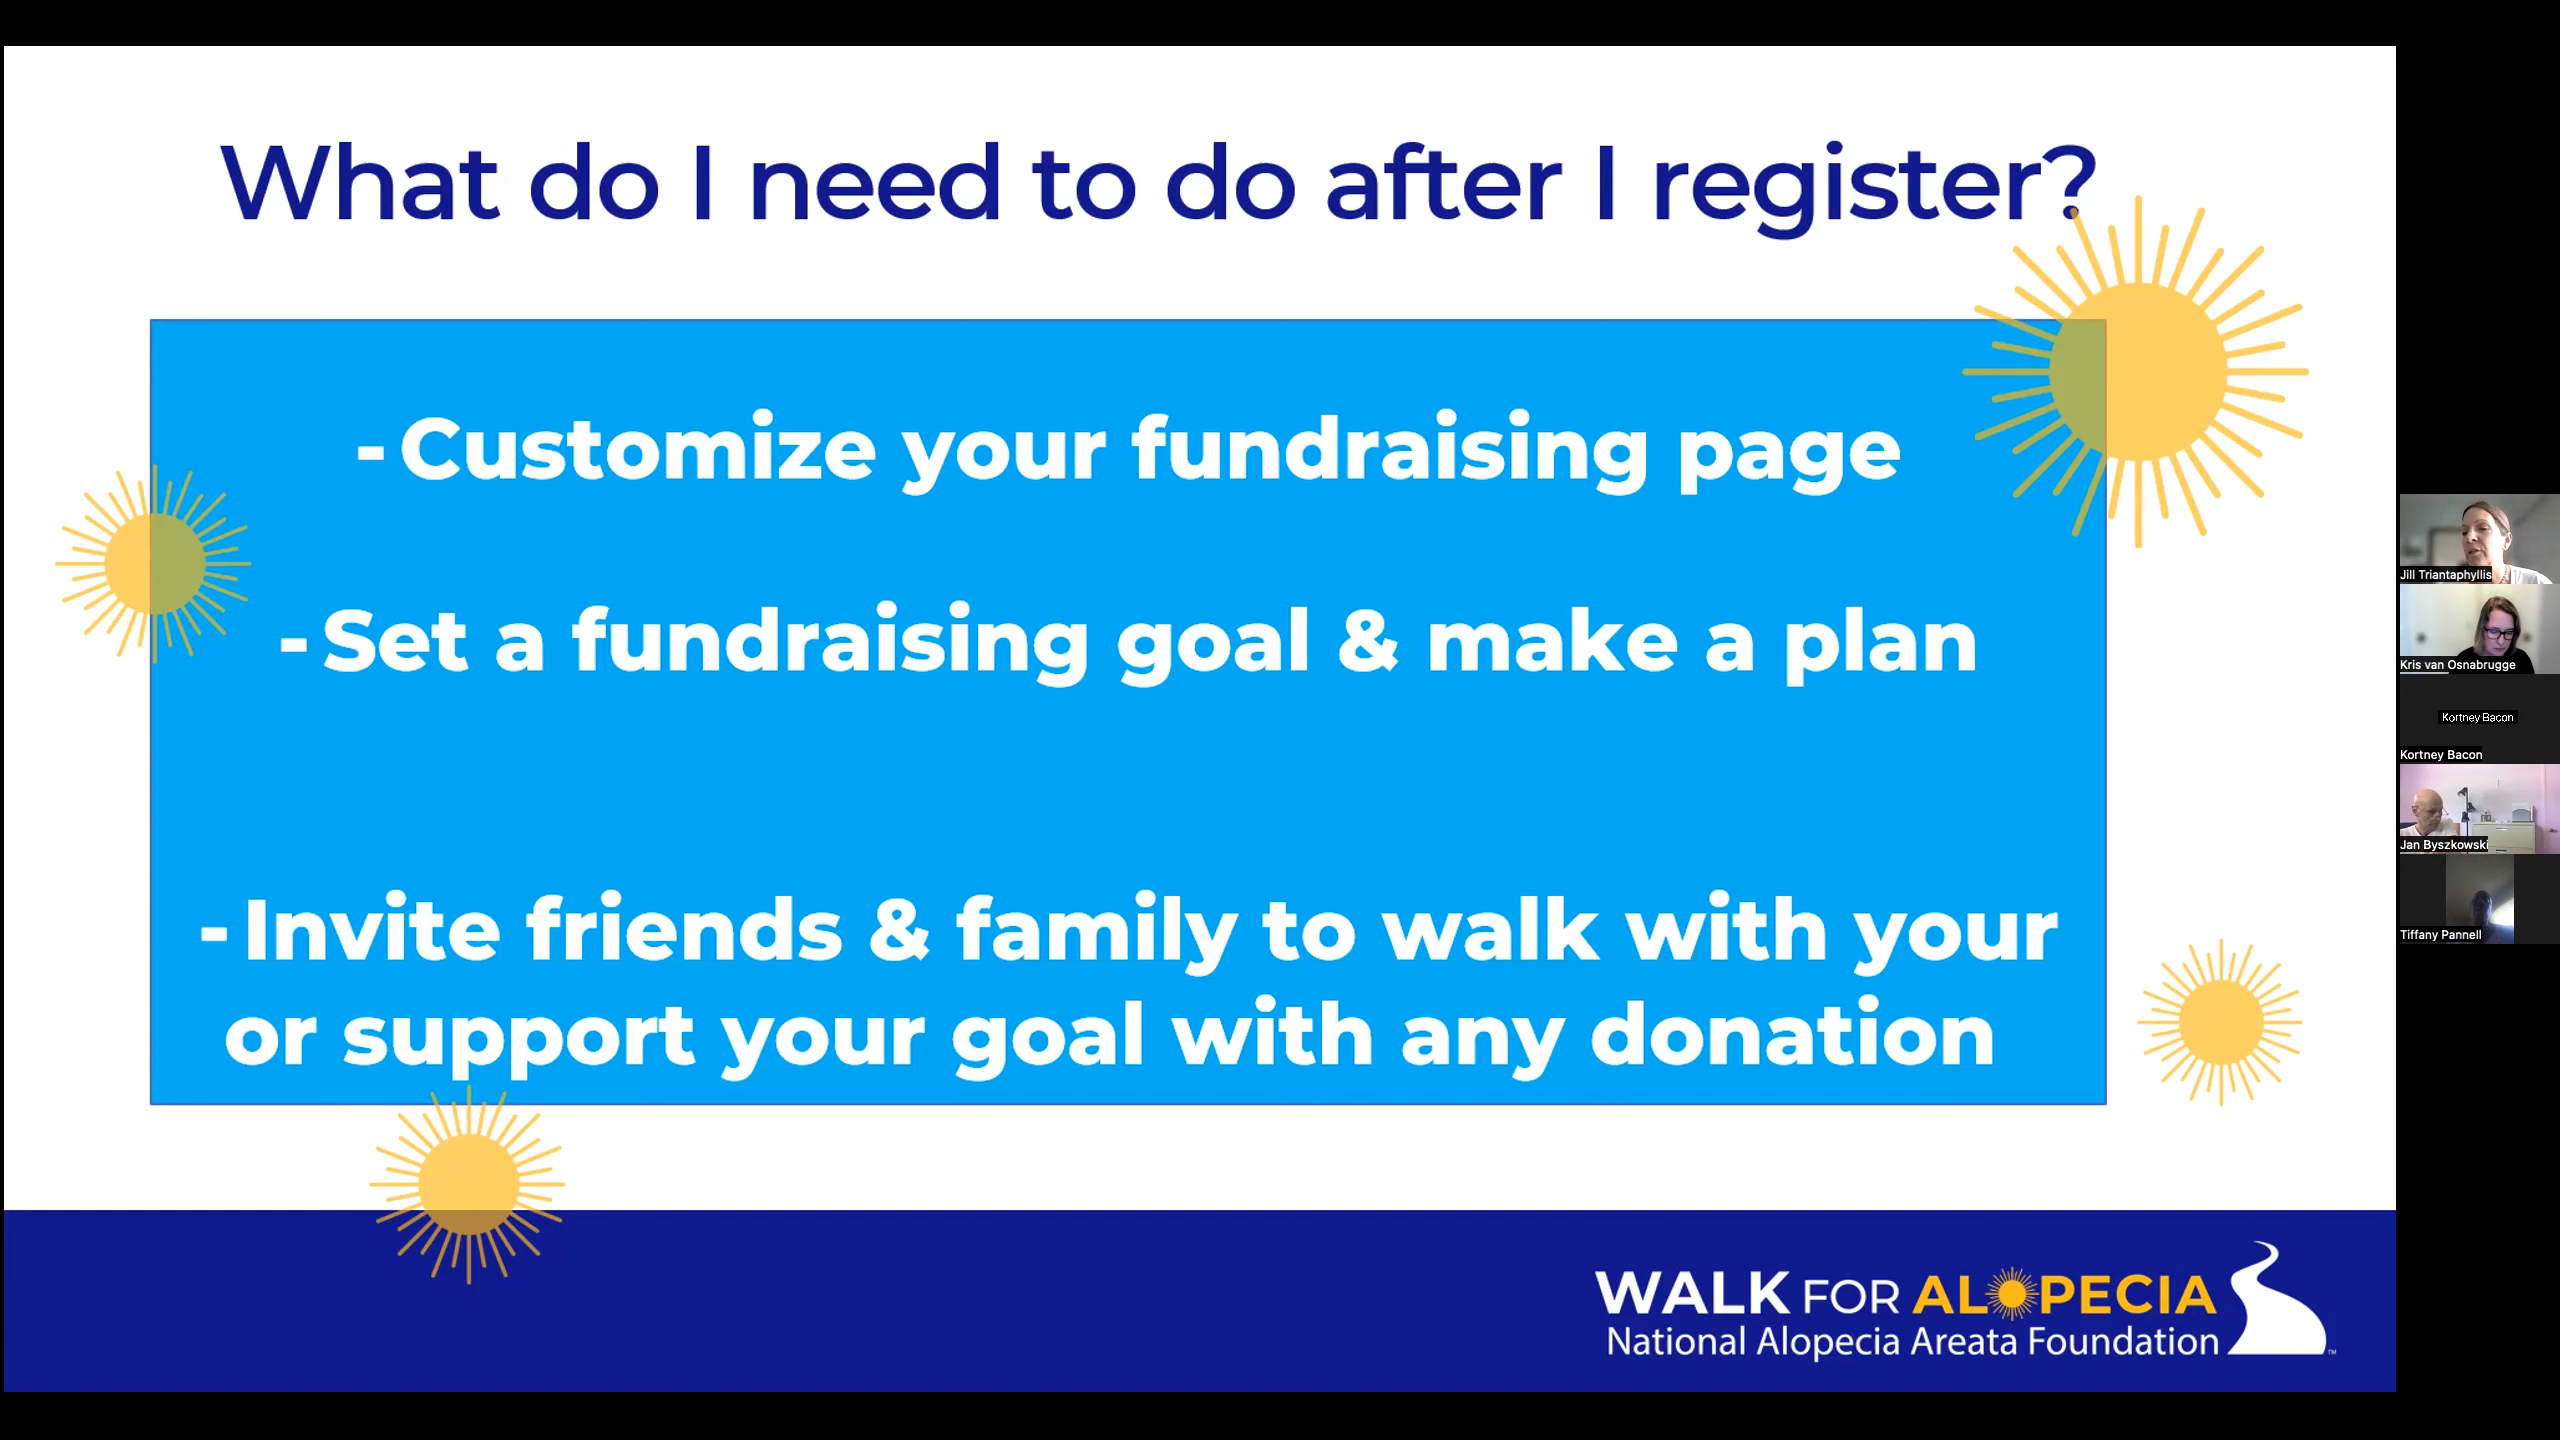 What do I need to do after I register?
- Customize your fundraising page
- Set a fundraising goal & make a plan
- Invite friends & family to walk with your
or support your goal with any donation
WALK FOR ALOPECIA
National Alopecia Areata Foundation
TM
Jill Triantaphyllis
Kris van Osnabrugge
Kortney Bacon
Kortney Bacon
Jan Byszkowski
Tiffany Pannell